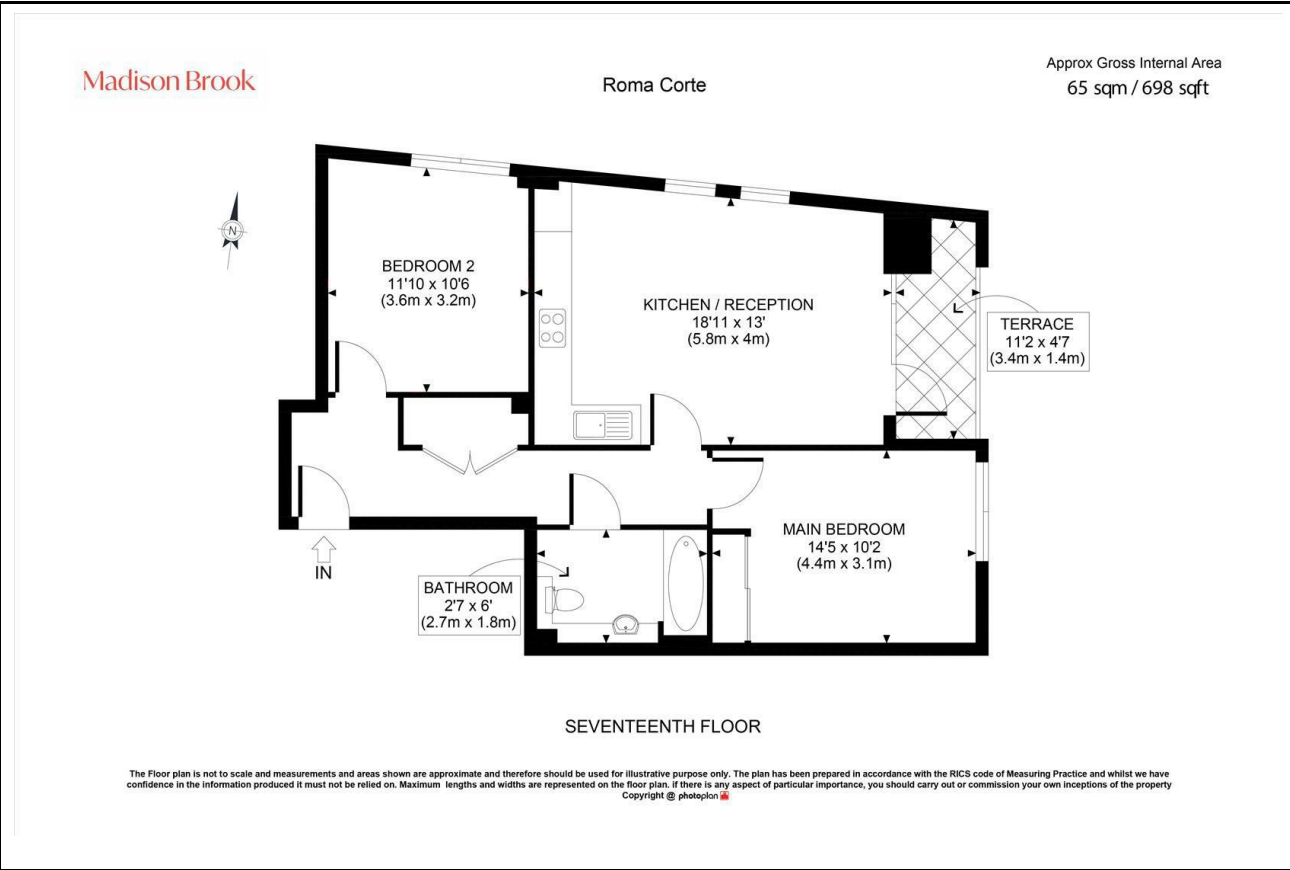 Madison Brook
Roma Corte
Approx Gross Internal Area
65 sqm / 698 sqft
N
BEDROOM 2
11'10 x 10'6
(3.6m x 3.2m)
KITCHEN / RECEPTION
18'11 x 13'
(5.8m x 4m)
TERRACE
11'2 x 4'7
(3.4m x 1.4m)
MAIN BEDROOM
14'5 x 10'2
(4.4m x 3.1m)
IN
BATHROOM
2'7 x 6'
(2.7m x 1.8m)
SEVENTEENTH FLOOR
The Floor plan is not to scale and measurements and areas shown are approximate and therefore should be used for illustrative purpose only. The plan has been prepared in accordance with the RICS code of Measuring Practice and whilst we have
confidence in the information produced it must not be relied on. Maximum lengths and widths are represented on the floor plan. if there is any aspect of particular importance, you should carry out or commission your own inceptions of the property
Copyright @ photoplan